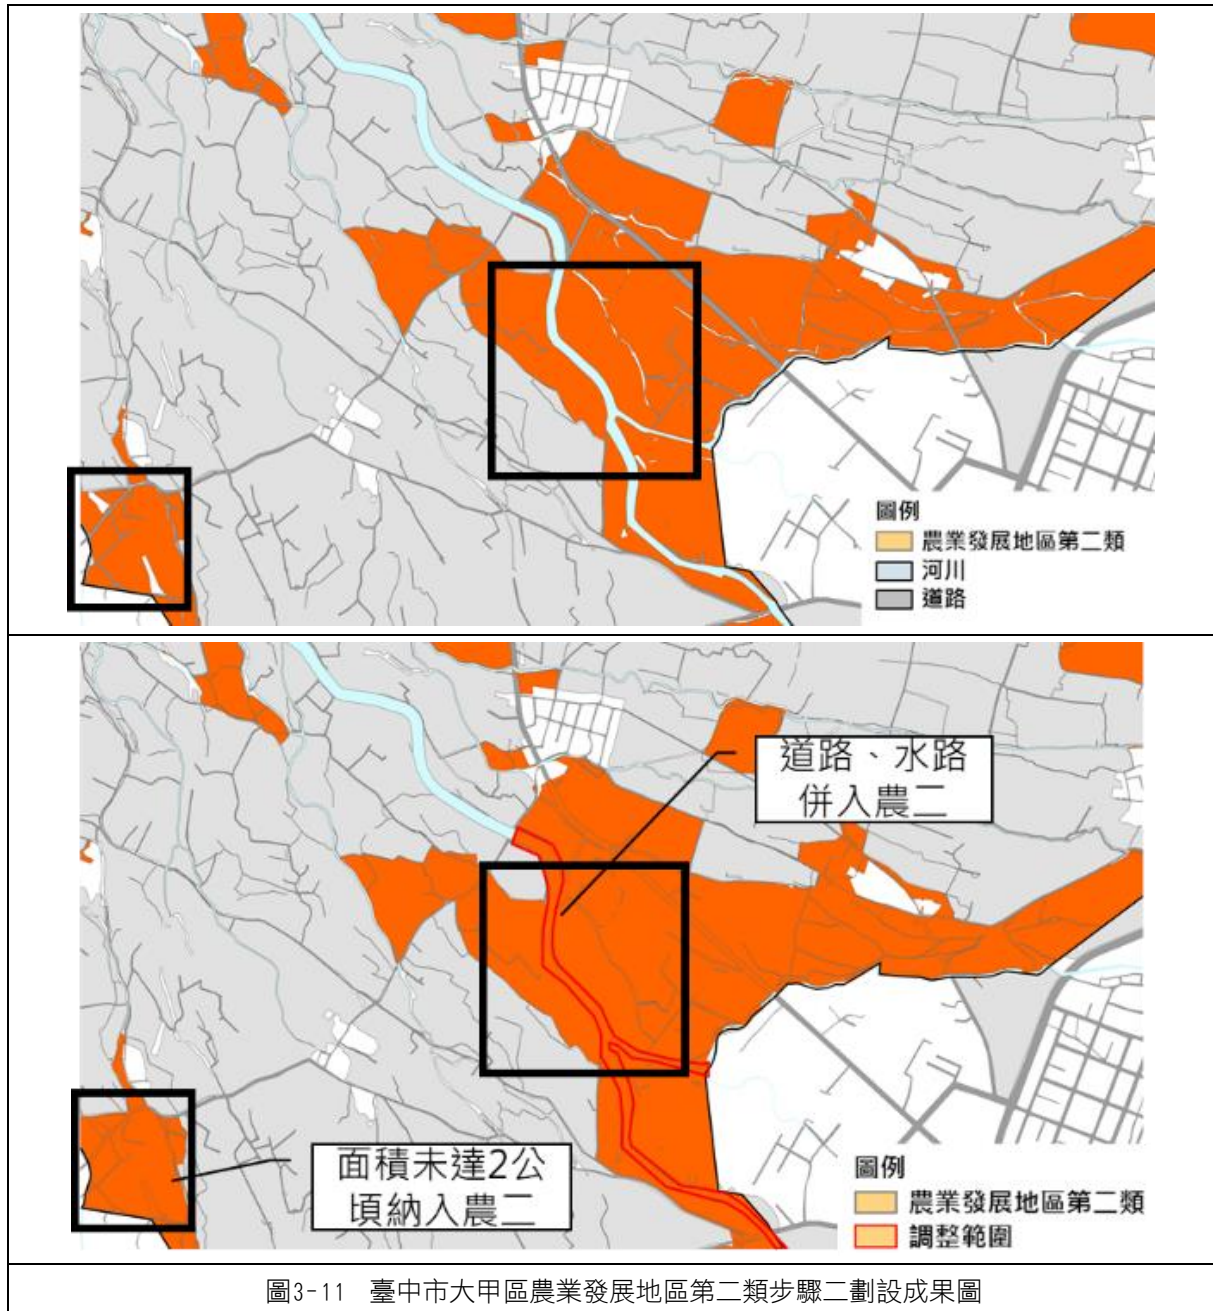 圖例
農業發展地區第二類
河川
道路
道路、水路
併入農二
面積未達2公
頃納入農二
圖例
農業發展地區第二類
調整範圍
圖3-11 臺中市大甲區農業發展地區第二類步驟二劃設成果圖